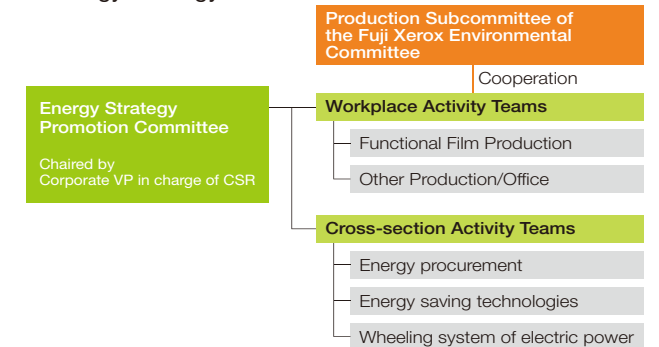 Production Subcommittee of
the Fuji Xerox Environmental
Committee
Cooperation
Energy Strategy
Promotion Committee
Chaired by
Corporate VP in charge of CSR
Workplace Activity Teams
Functional Film Production
Other Production/Office
Cross-section Activity Teams
Energy procurement
Energy saving technologies
Wheeling system of electric power